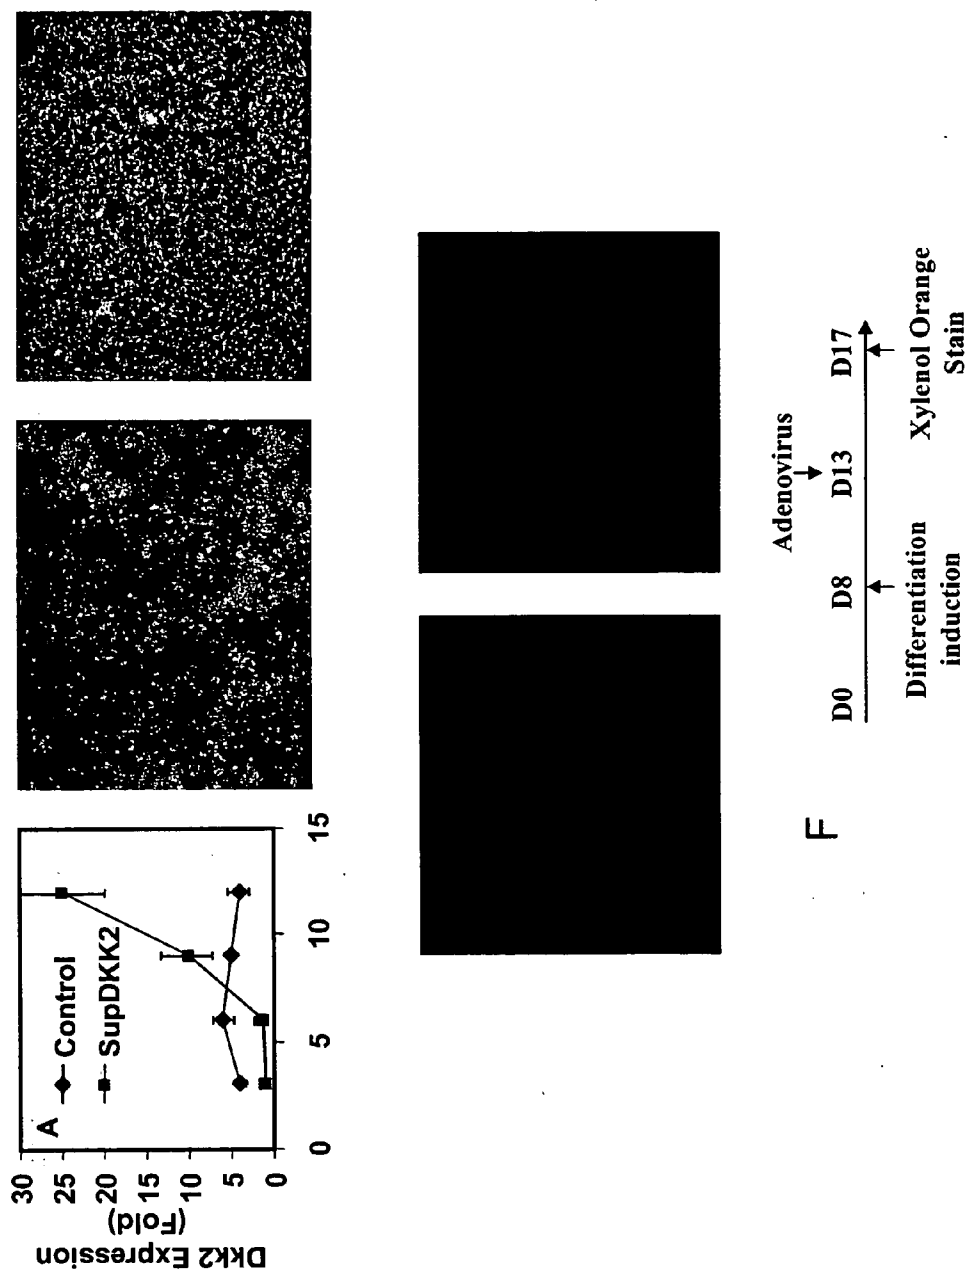 A
Control
SupDKK2
Dkk2 Expression
(Fold)
30
25
20
15
10
5
0
0
5
10
15
F
Adenovirus
D0
D8
D13
D17
Differentiation
induction
Xylenol Orange
Stain